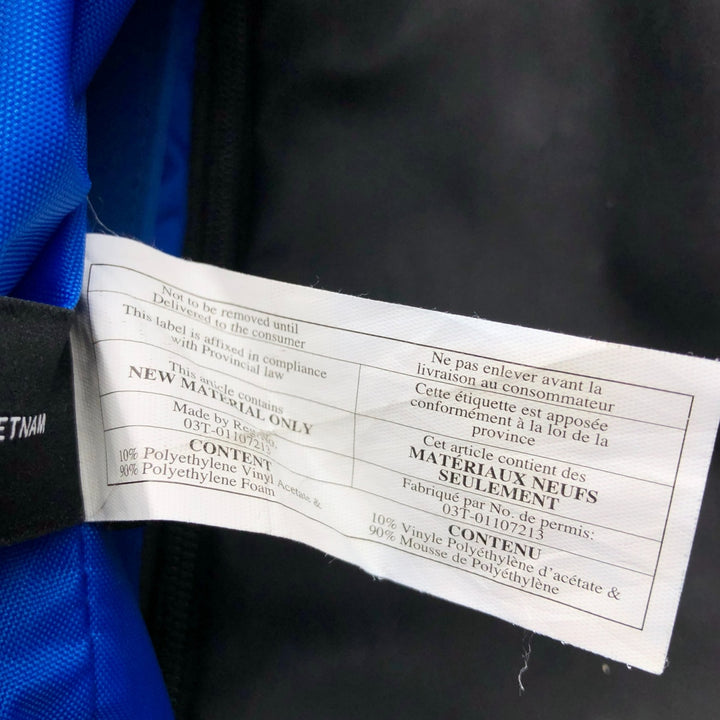 ETNAM
Not to be removed until
Delivered to the consumer
This label is affixed in compliance
with Provincial law
This article contains
NEW MATERIAL ONLY
Made by Reg.No.
03T-01107213
CONTENT
10% Polyethylene Vinyl Acetate &
90% Polyethylene Foam
Ne pas enlever avant la
livraison au consommateur
Cette étiquette est apposée
conformément à la loi de la
province
Cet article contient des
MATÉRIAUX NEUFS
SEULEMENT
Fabriqué par No. de permis:
03T-01107213
CONTENU
10% Vinyle Polyéthylène d'acétate &
90% Mousse de Polyéthylène